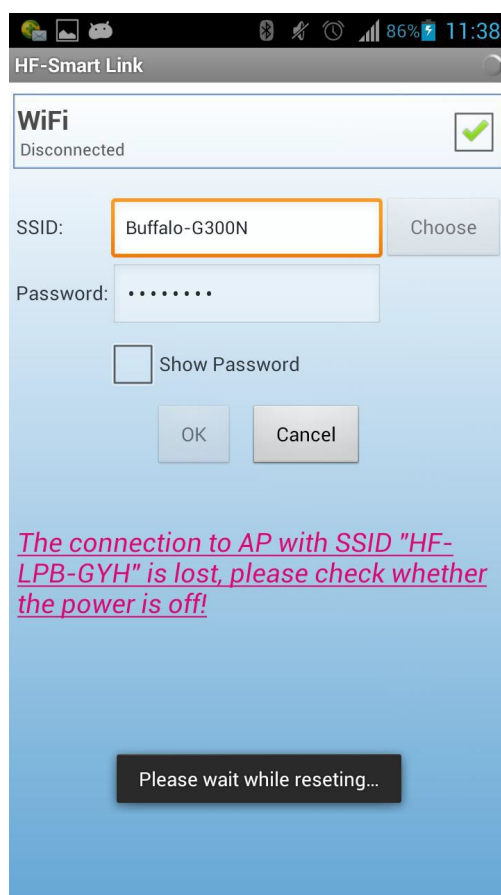 86% 11:38
HF-Smart Link
WiFi
Disconnected
SSID: Buffalo-G300N Choose
Password: ········
Show Password
OK Cancel
The connection to AP with SSID "HF-
LPB-GYH" is lost, please check whether
the power is off!
Please wait while reseting...